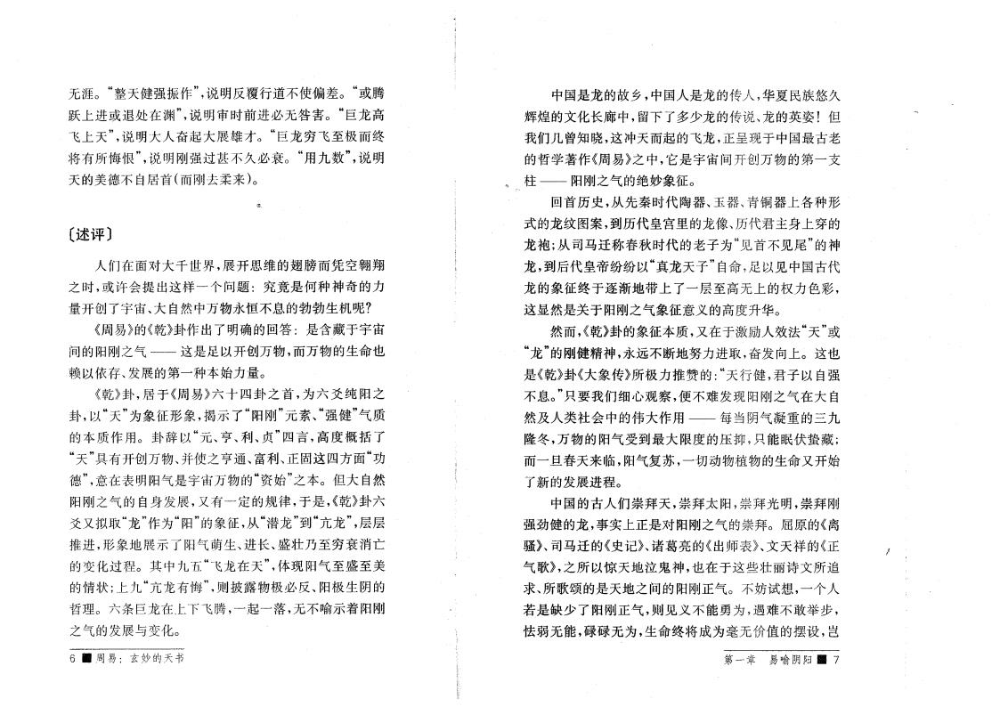 无涯。“整天健强振作”,说明反覆行道不使偏差。“或腾
跃上进或退处在渊”,说明审时前进必无咎害。“巨龙高
飞上天”,说明大人奋起大展雄才。“巨龙穷飞至极而终
将有所悔恨”,说明刚强过甚不久必衰。“用九数”,说明
天的美德不自居首(而刚去柔来)。
〔述评〕
人们在面对大千世界,展开思维的翅膀而凭空翱翔
之时,或许会提出这样一个问题:究竟是何种神奇的力
量开创了宇宙、大自然中万物永恒不息的勃勃生机呢?
《周易》的《乾》卦作出了明确的回答:是含藏于宇宙
间的阳刚之气——这是足以开创万物,而万物的生命也
赖以依存、发展的第一种本始力量。
《乾》卦,居于《周易》六十四卦之首,为六爻纯阳之
卦,以“天”为象征形象,揭示了“阳刚”元素、“强健”气质
的本质作用。卦辞以“元、亨、利、贞”四言,高度概括了
“天”具有开创万物、并使之亨通、富利、正固这四方面“功
德”,意在表明阳气是宇宙万物的“资始”之本。但大自然
阳刚之气的自身发展,又有一定的规律,于是,《乾》卦六
爻又拟取“龙”作为“阳”的象征,从“潜龙”到“亢龙”,层层
推进,形象地展示了阳气萌生、进长、盛壮乃至穷衰消亡
的变化过程。其中九五“飞龙在天”,体现阳气至盛至美
的情状;上九“亢龙有悔”,则披露物极必反、阳极生阴的
哲理。六条巨龙在上下飞腾,一起一落,无不喻示着阳刚
之气的发展与变化。
6 ■ 周易:玄妙的天书
中国是龙的故乡,中国人是龙的传人,华夏民族悠久
辉煌的文化长廊中,留下了多少龙的传说、龙的英姿!但
我们几曾知晓,这冲天而起的飞龙,正呈现于中国最古老
的哲学著作《周易》之中,它是宇宙间开创万物的第一支
柱——阳刚之气的绝妙象征。
回首历史,从先秦时代陶器、玉器、青铜器上各种形
式的龙纹图案,到历代皇宫里的龙像、历代君主身上穿的
龙袍;从司马迁称春秋时代的老子为“见首不见尾”的神
龙,到后代皇帝纷纷以“真龙天子”自命,足以见中国古代
龙的象征终于逐渐地带上了一层至高无上的权力色彩,
这显然是关于阳刚之气象征意义的高度升华。
然而,《乾》卦的象征本质,又在于激励人效法“天”或
“龙”的刚健精神,永远不断地努力进取,奋发向上。这也
是《乾》卦《大象传》所极力推赞的:“天行健,君子以自强
不息。”只要我们细心观察,便不难发现阳刚之气在大自
然及人类社会中的伟大作用——每当阴气凝重的三九
隆冬,万物的阳气受到最大限度的压抑,只能眠伏蛰藏;
而一旦春天来临,阳气复苏,一切动物植物的生命又开始
了新的发展进程。
中国的古人们崇拜天,崇拜太阳,崇拜光明,崇拜刚
强劲健的龙,事实上正是对阳刚之气的崇拜。屈原的《离
骚》、司马迁的《史记》、诸葛亮的《出师表》、文天祥的《正
气歌》,之所以惊天地泣鬼神,也在于这些壮丽诗文所追
求、所歌颂的是天地之间的阳刚正气。不妨试想,一个人
若是缺少了阳刚正气,则见义不能勇为,遇难不敢举步,
怯弱无能,碌碌无为,生命终将成为毫无价值的摆设,岂
第一章 易喻阴阳 ■ 7